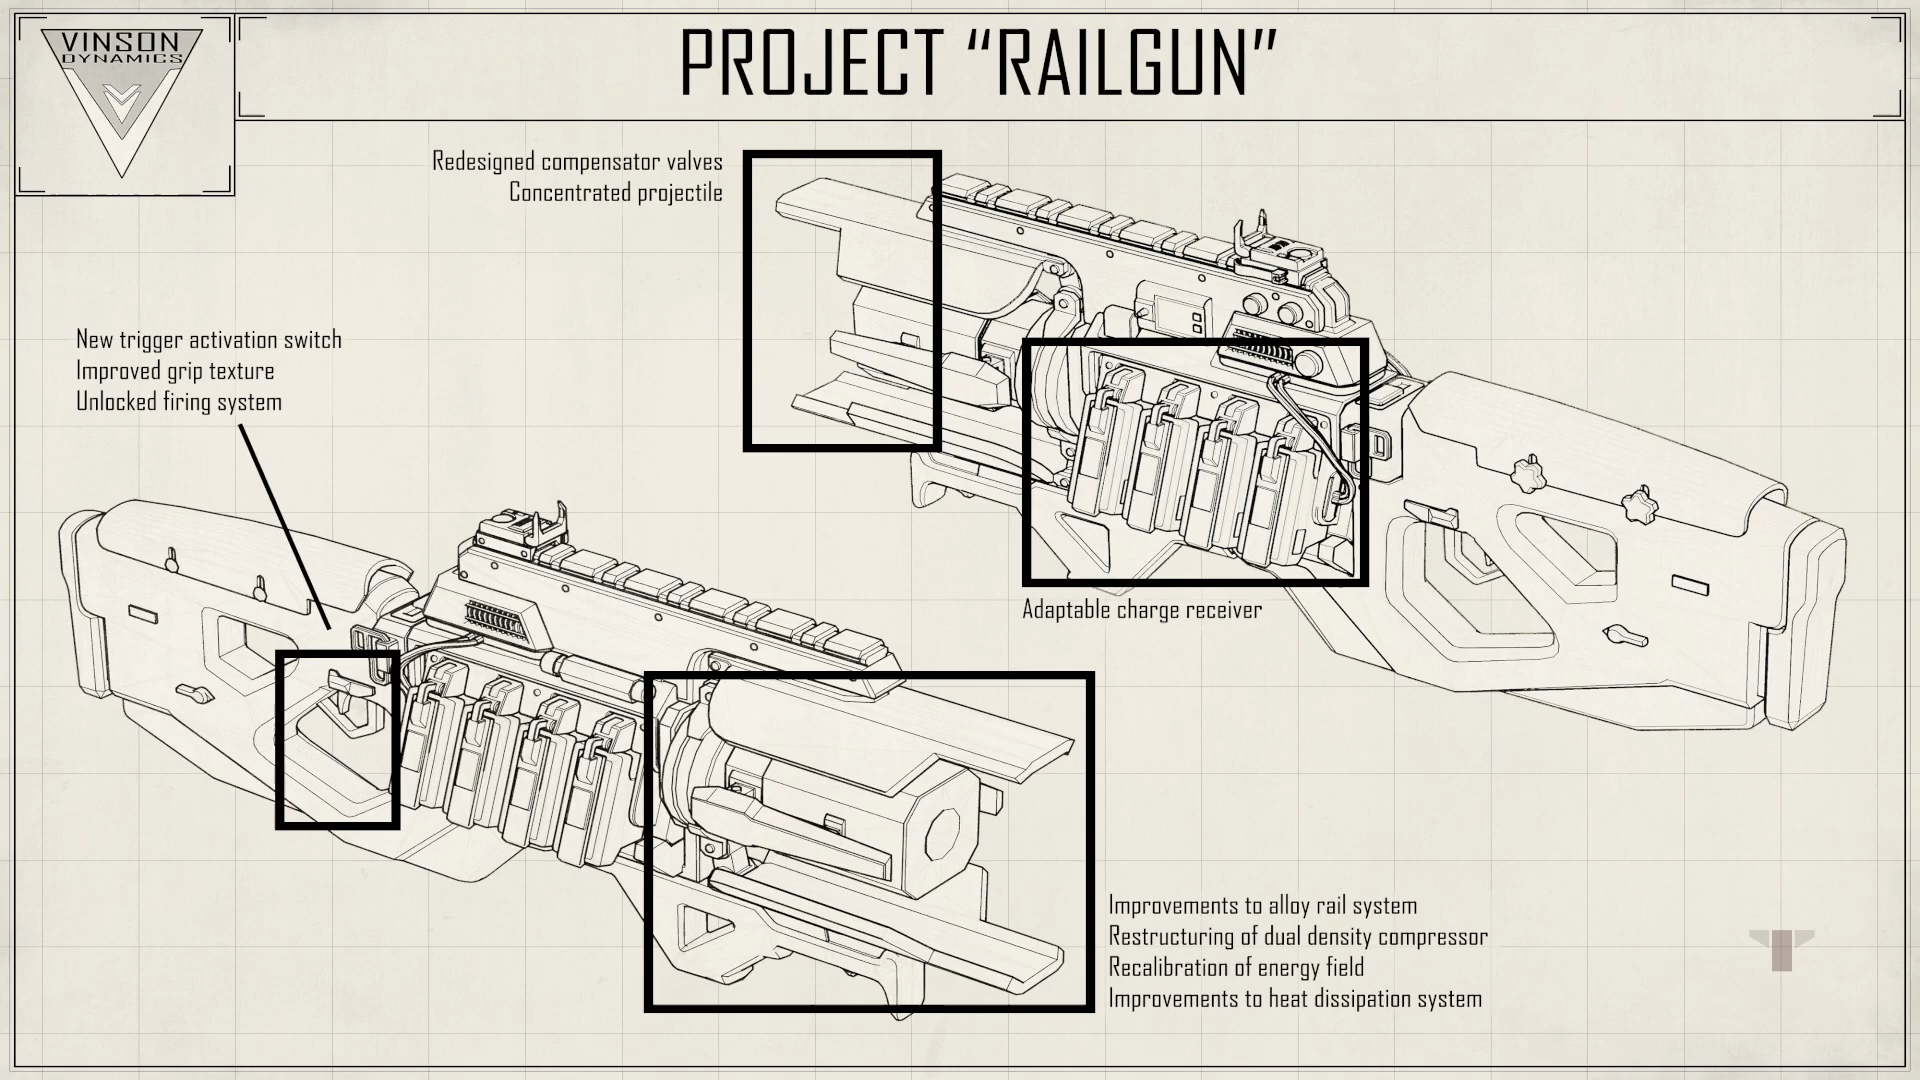 VINSON
DYNAMICS
PROJECT “RAILGUN”
Redesigned compensator valves
Concentrated projectile
New trigger activation switch
Improved grip texture
Unlocked firing system
Adaptable charge receiver
Improvements to alloy rail system
Restructuring of dual density compressor
Recalibration of energy field
Improvements to heat dissipation system